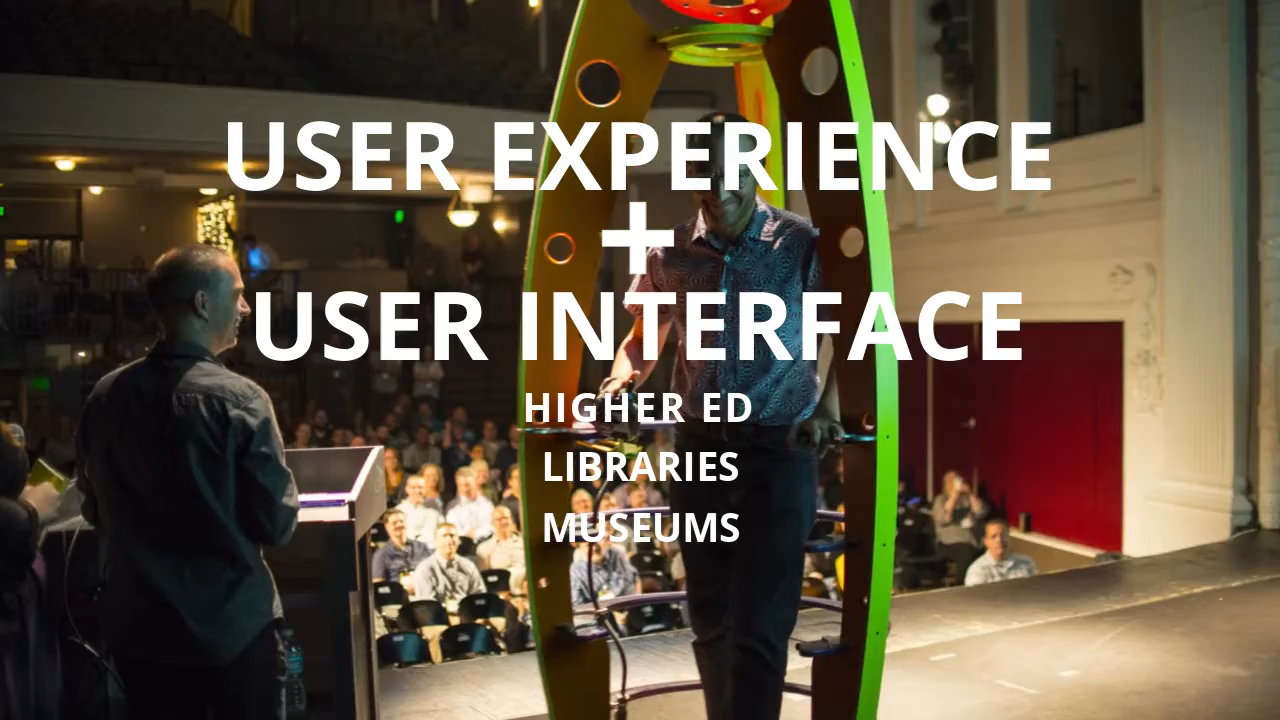 USER EXPERIENCE
+
USER INTERFACE
HIGHER ED
LIBRARIES
MUSEUMS